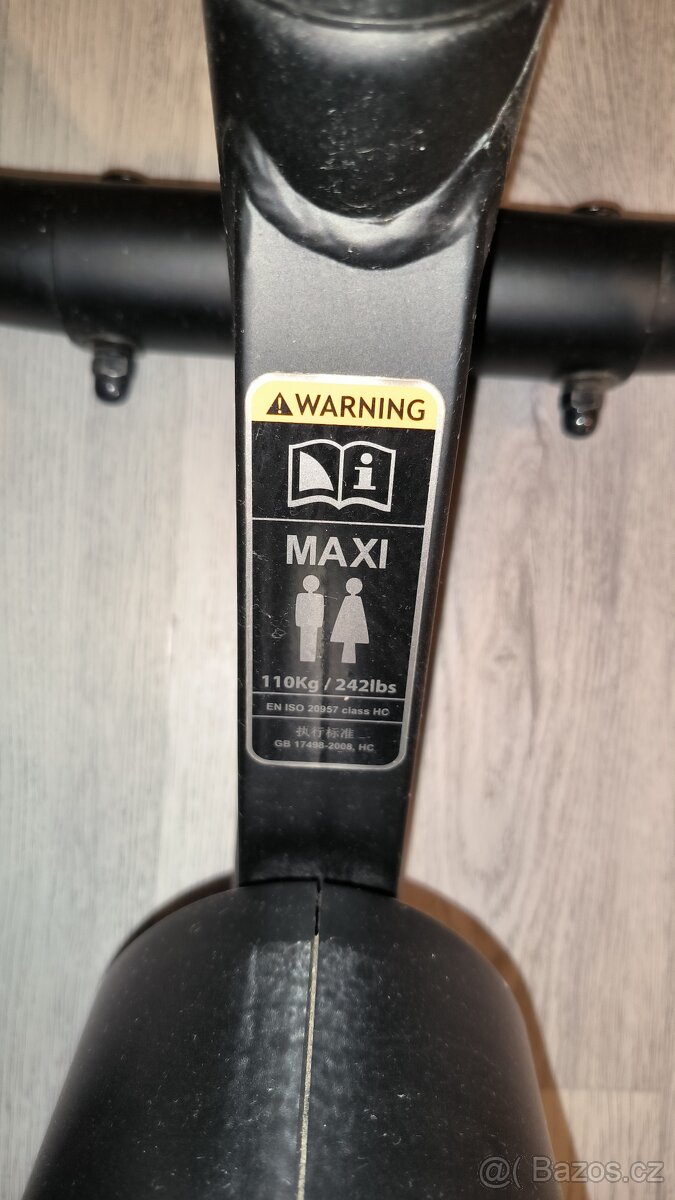 WARNING
MAXI
110Kg / 242lbs
EN ISO 20957 class HC
执行标准
GB 17498-2008, HC
@( Bazos.cz